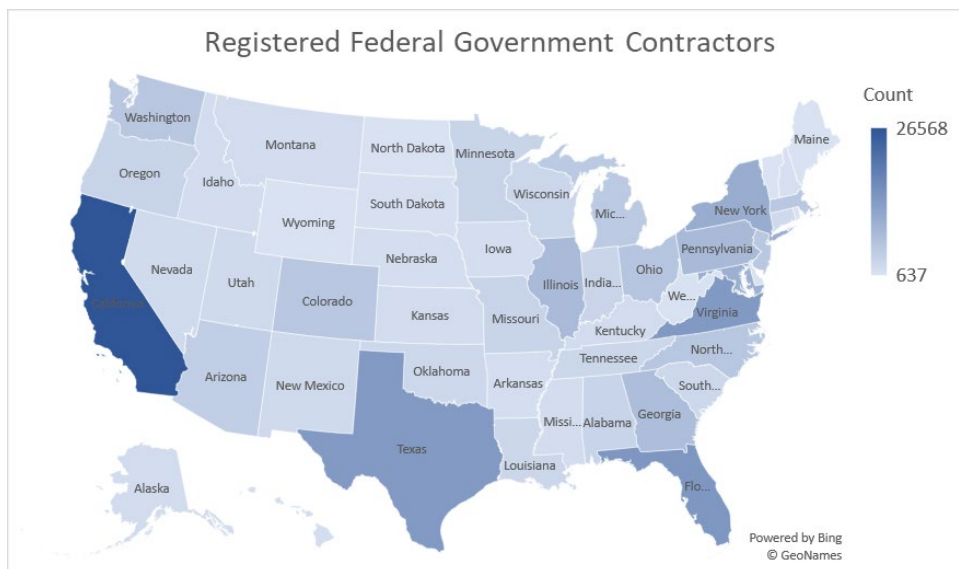 Registered Federal Government Contractors
Count
26568
637
Washington
Montana
North Dakota
Minnesota
Maine
Oregon
Idaho
Wisconsin
South Dakota
Mic...
New York
Wyoming
Iowa
Pennsylvania
Nebraska
Nevada
Utah
Colorado
Illinois
Indi...
Ohio
We...
California
Kansas
Missouri
Virginia
Kentucky
Arizona
New Mexico
Oklahoma
Arkansas
Tennessee
North...
South...
Texas
Missi...
Alabama
Georgia
Louisiana
Flo...
Alaska
Powered by Bing
© GeoNames